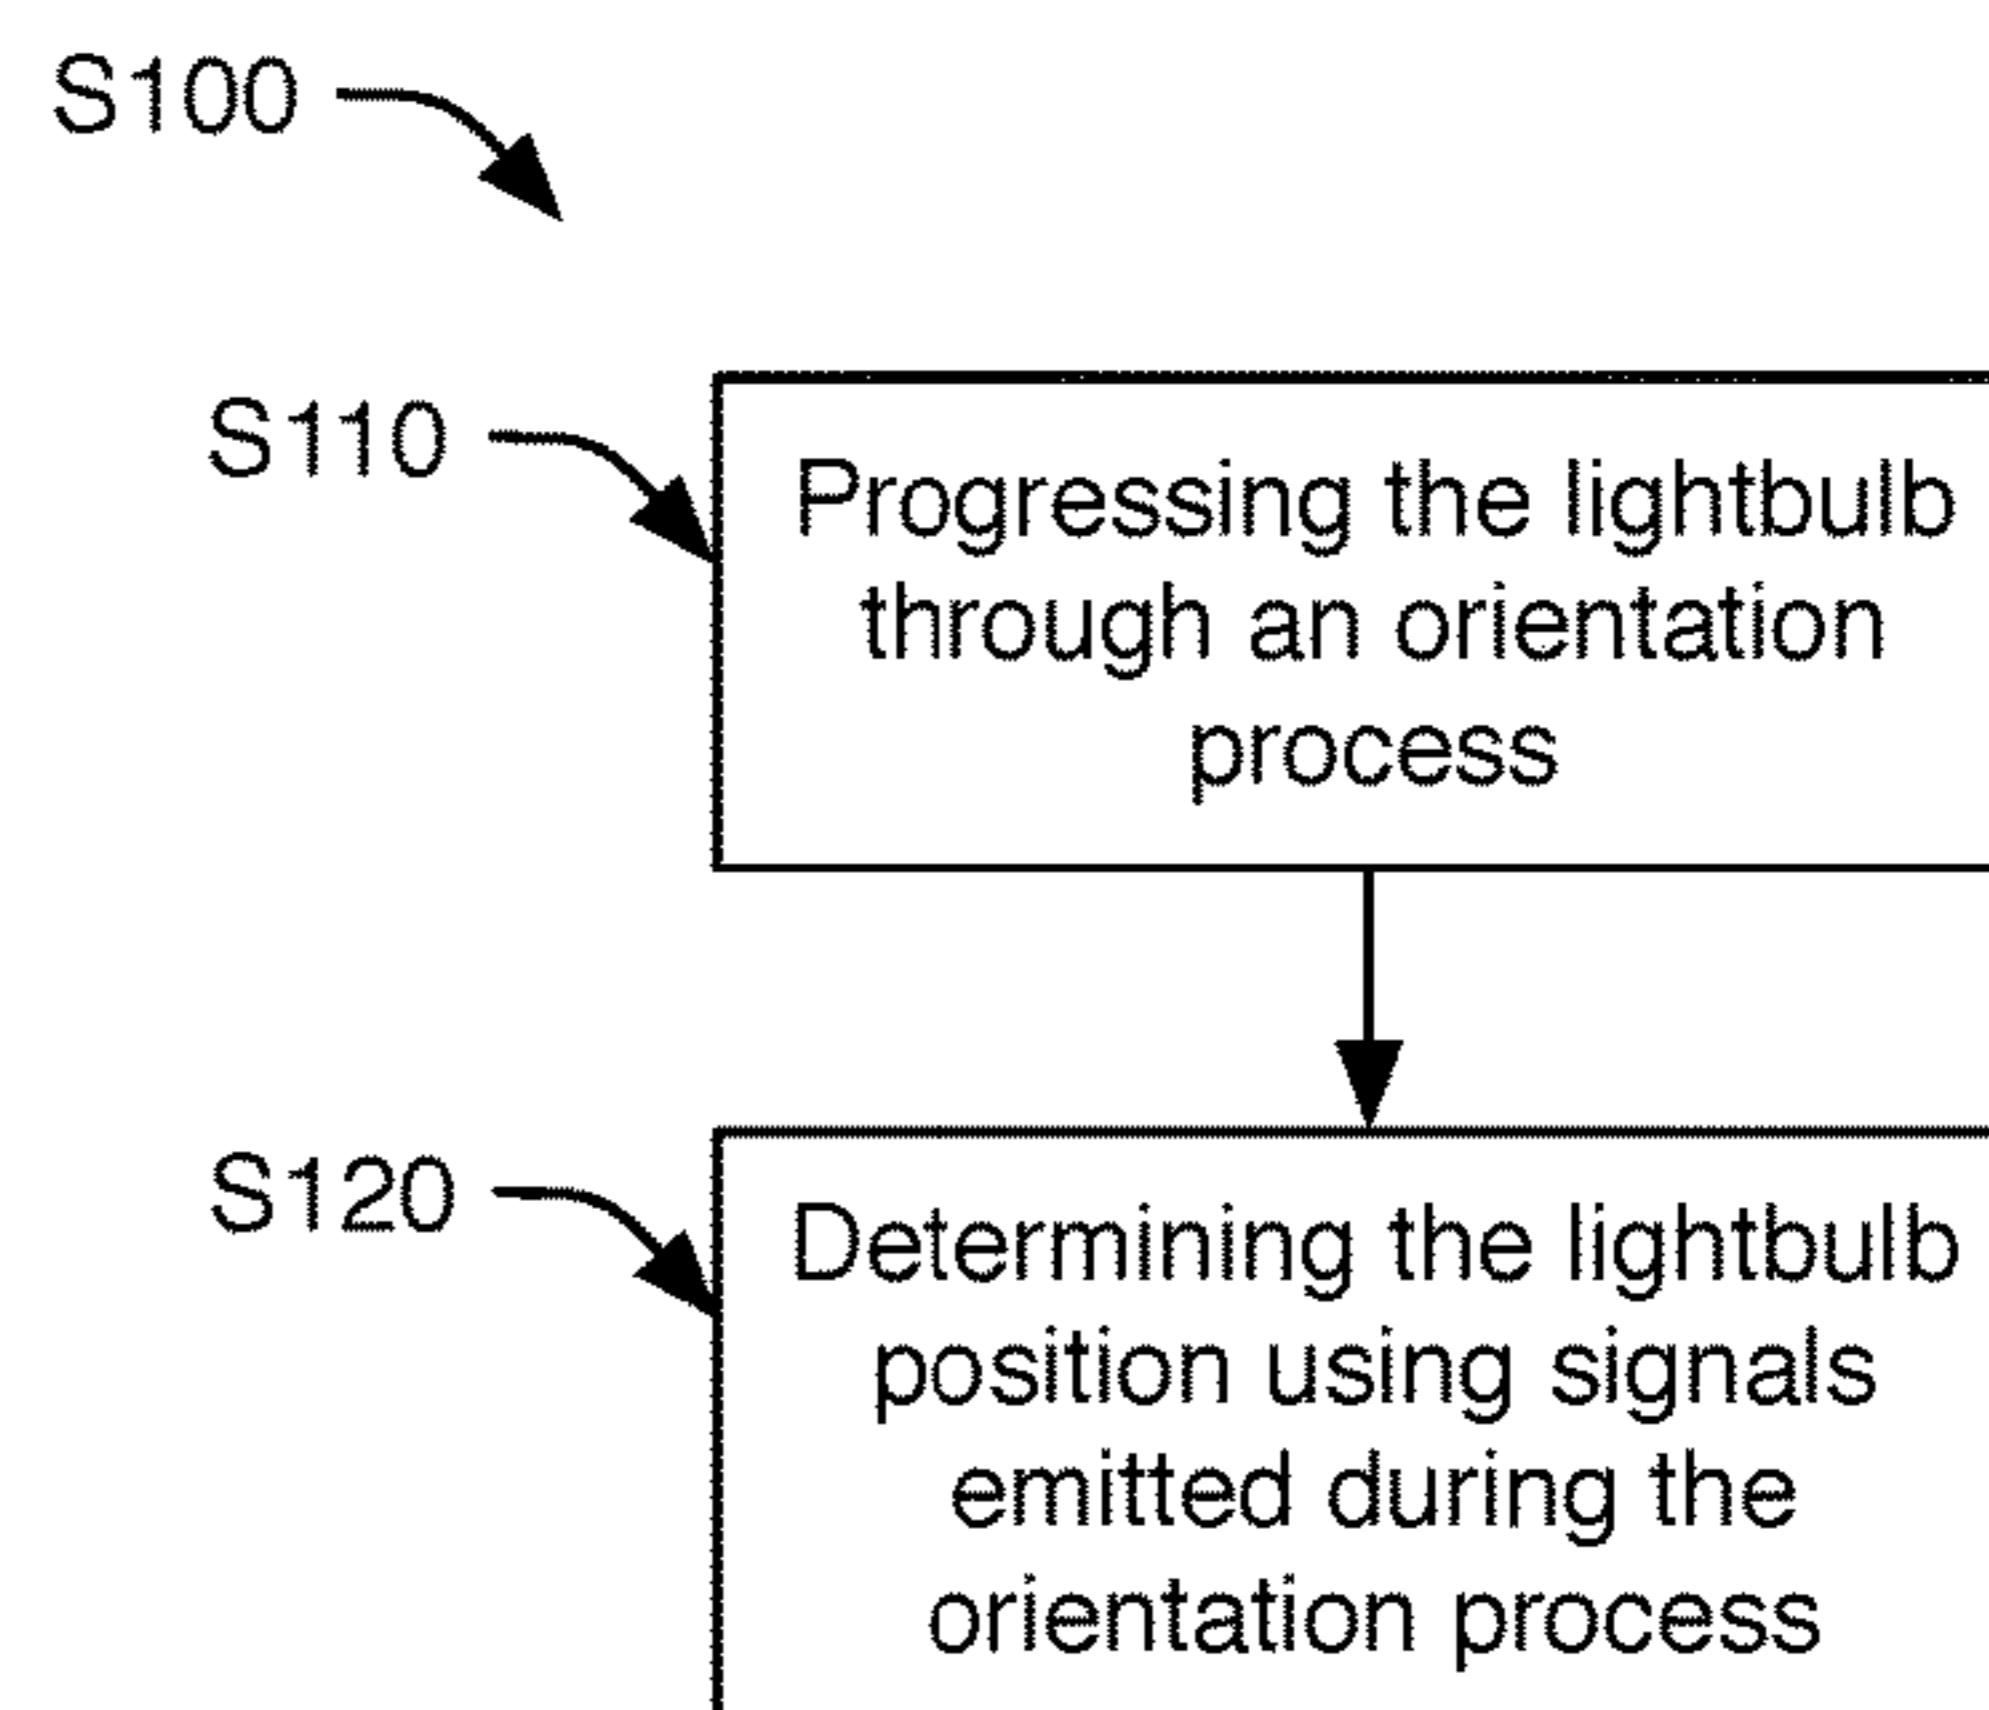 S100
S110
Progressing the lightbulb
through an orientation
process
S120
Determining the lightbulb
position using signals
emitted during the
orientation process